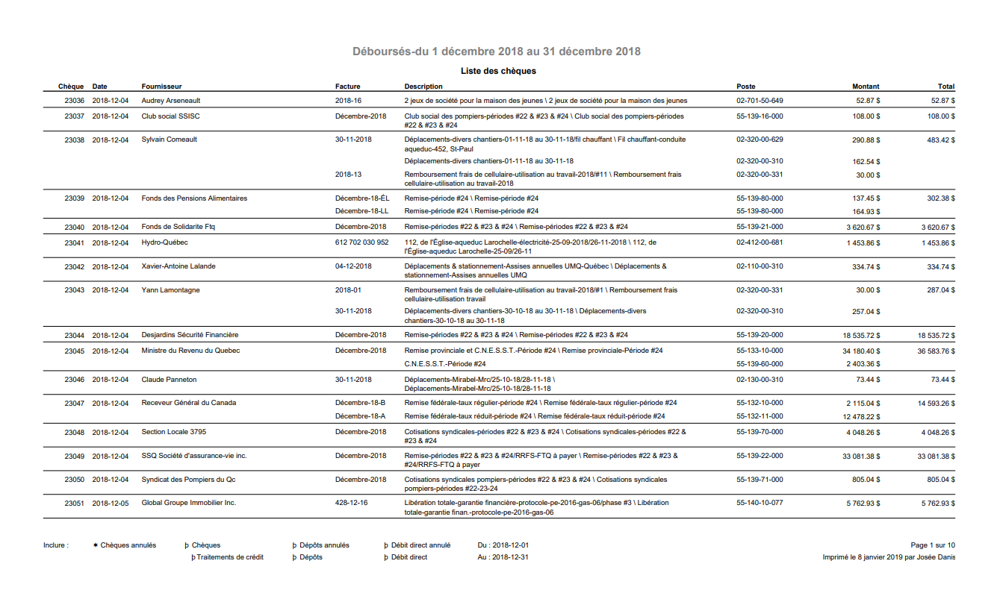 Déboursés-du 1 décembre 2018 au 31 décembre 2018
Liste des chèques
Chèque Date Fournisseur Facture Description Poste Montant Total
23036 2018-12-04 Audrey Arseneault 2018-16 2 jeux de société pour la maison des jeunes \ 2 jeux de société pour la maison des jeunes 02-701-50-649 52.87 $ 52.87 $
23037 2018-12-04 Club social SSISC Décembre-2018 Club social des pompiers-périodes #22 & #23 & #24 \ Club social des pompiers-périodes 55-139-16-000 108.00 $ 108.00 $
#22 & #23 & #24
23038 2018-12-04 Sylvain Comeault 30-11-2018 Déplacements-divers chantiers-01-11-18 au 30-11-18/fil chauffant \ Fil chauffant-conduite 02-320-00-629 290.88 $ 483.42 $
aqueduc-452, St-Paul
Déplacements-divers chantiers-01-11-18 au 30-11-18 02-320-00-310 162.54 $
2018-13 Remboursement frais de cellulaire-utilisation au travail-2018/#11 \ Remboursement frais 02-320-00-331 30.00 $
cellulaire-utilisation au travail-2018
23039 2018-12-04 Fonds des Pensions Alimentaires Décembre-18-ÉL Remise-période #24 \ Remise-période #24 55-139-80-000 137.45 $ 302.38 $
Décembre-18-LL Remise-période #24 \ Remise-période #24 55-139-80-000 164.93 $
23040 2018-12-04 Fonds de Solidarite Ftq Décembre-2018 Remise-périodes #22 & #23 & #24 \ Remise-périodes #22 & #23 & #24 55-139-21-000 3 620.67 $ 3 620.67 $
23041 2018-12-04 Hydro-Québec 612 702 030 952 112, de l'Église-aqueduc Larochelle-électricité-25-09-2018/26-11-2018 \ 112, de 02-412-00-681 1 453.86 $ 1 453.86 $
l'Église-aqueduc Larochelle-25-09/26-11
23042 2018-12-04 Xavier-Antoine Lalande 04-12-2018 Déplacements & stationnement-Assises annuelles UMQ-Québec \ Déplacements & 02-110-00-310 334.74 $ 334.74 $
stationnement-Assises annuelles UMQ
23043 2018-12-04 Yann Lamontagne 2018-01 Remboursement frais de cellulaire-utilisation au travail-2018/#1 \ Remboursement frais 02-320-00-331 30.00 $ 287.04 $
cellulaire-utilisation travail
30-11-2018 Déplacements-divers chantiers-30-10-18 au 30-11-18 \ Déplacements-divers 02-320-00-310 257.04 $
chantiers-30-10-18 au 30-11-18
23044 2018-12-04 Desjardins Sécurité Financière Décembre-2018 Remise-périodes #22 & #23 & #24 \ Remise-périodes #22 & #23 & #24 55-139-20-000 18 535.72 $ 18 535.72 $
23045 2018-12-04 Ministre du Revenu du Quebec Décembre-2018 Remise provinciale et C.N.E.S.S.T.-Période #24 \ Remise provinciale-Période #24 55-133-10-000 34 180.40 $ 36 583.76 $
C.N.E.S.S.T.-Période #24 55-139-60-000 2 403.36 $
23046 2018-12-04 Claude Panneton 30-11-2018 Déplacements-Mirabel-Mrc/25-10-18/28-11-18 \ 02-130-00-310 73.44 $ 73.44 $
Déplacements-Mirabel-Mrc/25-10-18/28-11-18
23047 2018-12-04 Receveur Général du Canada Décembre-18-B Remise fédérale-taux régulier-période #24 \ Remise fédérale-taux régulier-période #24 55-132-10-000 2 115.04 $ 14 593.26 $
Décembre-18-A Remise fédérale-taux réduit-période #24 \ Remise fédérale-taux réduit-période #24 55-132-11-000 12 478.22 $
23048 2018-12-04 Section Locale 3795 Décembre-2018 Cotisations syndicales-périodes #22 & #23 & #24 \ Cotisations syndicales-périodes #22 & 55-139-70-000 4 048.26 $ 4 048.26 $
#23 & #24
23049 2018-12-04 SSQ Société d'assurance-vie inc. Décembre-2018 Remise-périodes #22 & #23 & #24/RRFS-FTQ à payer \ Remise-périodes #22 & #23 & 55-139-22-000 33 081.38 $ 33 081.38 $
#24/RRFS-FTQ à payer
23050 2018-12-04 Syndicat des Pompiers du Qc Décembre-2018 Cotisations syndicales pompiers-périodes #22 & #23 & #24 \ Cotisations syndicales 55-139-71-000 805.04 $ 805.04 $
pompiers-périodes #22-23-24
23051 2018-12-05 Global Groupe Immobilier Inc. 428-12-16 Libération totale-garantie financière-protocole-pe-2016-gas-06/phase #3 \ Libération 55-140-10-077 5 762.93 $ 5 762.93 $
totale-garantie finan.-protocole-pe-2016-gas-06
Inclure : ✶ Chèques annulés þ Chèques þ Dépôts annulés þ Débit direct annulé Du : 2018-12-01 Page 1 sur 10
þ Traitements de crédit þ Dépôts þ Débit direct Au : 2018-12-31 Imprimé le 8 janvier 2019 par Josée Danis